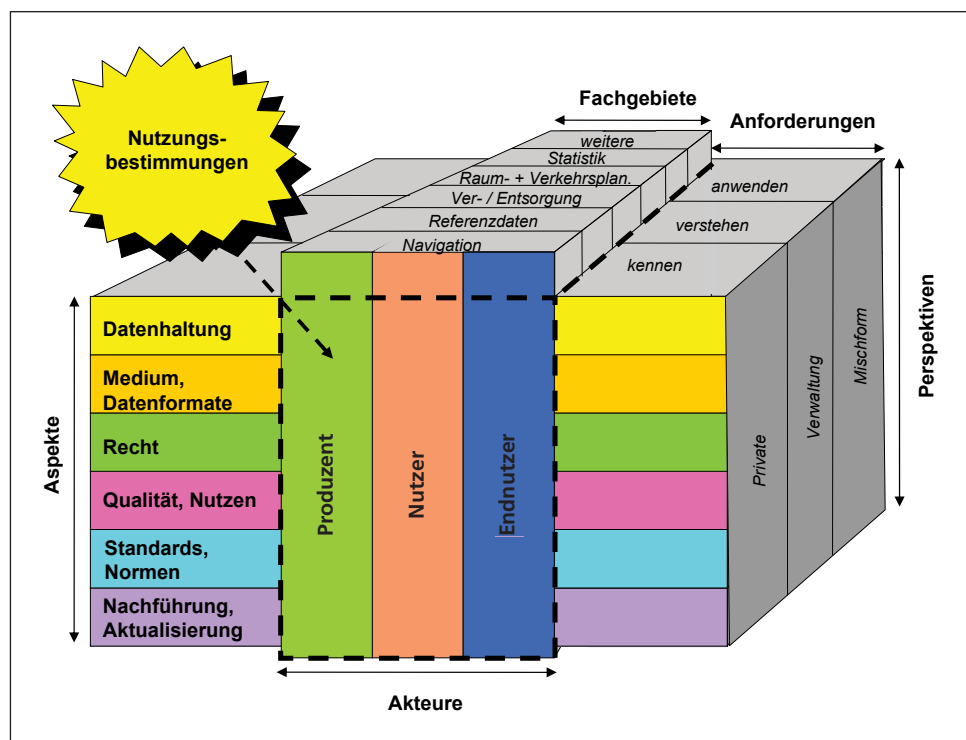 Nutzungs-
bestimmungen
Fachgebiete
Anforderungen
weitere
Statistik
Raum- + Verkehrsplan.
Ver- / Entsorgung
Referenzdaten
Navigation
anwenden
verstehen
kennen
Aspekte
Datenhaltung
Medium,
Datenformate
Recht
Qualität, Nutzen
Standards,
Normen
Nachführung,
Aktualisierung
Produzent
Nutzer
Endnutzer
Private
Verwaltung
Mischform
Perspektiven
Akteure